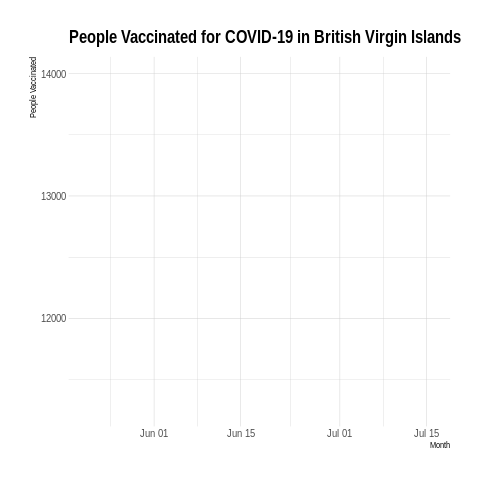 People Vaccinated for COVID-19 in British Virgin Islands
People Vaccinated
14000
13000
12000
Jun 01 Jun 15 Jul 01 Jul 15
Month